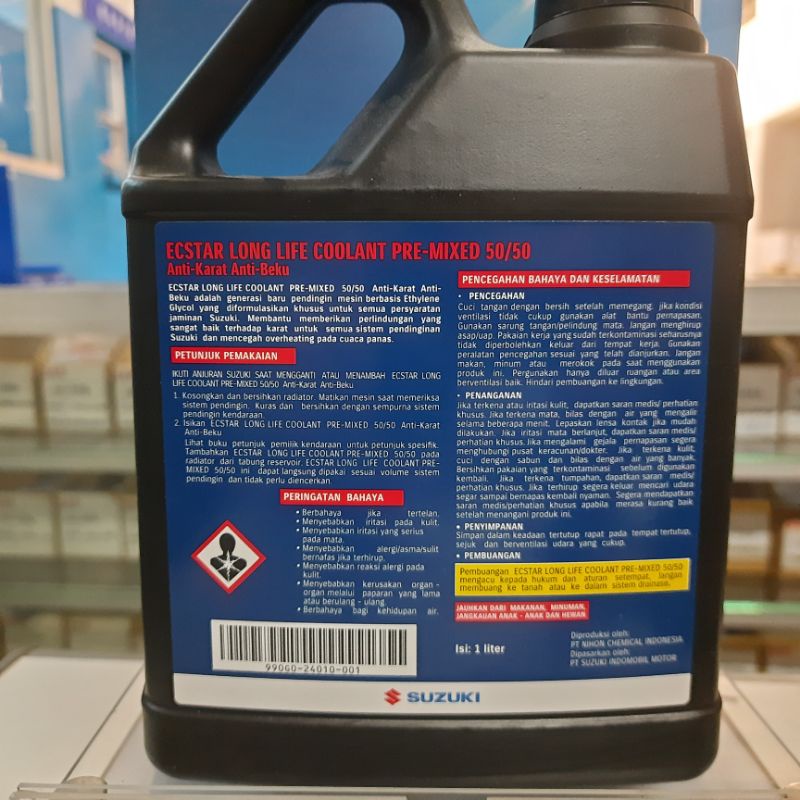 ECSTAR LONG LIFE COOLANT PRE-MIXED 50/50
Anti-Karat Anti-Beku
ECSTAR LONG LIFE COOLANT PRE-MIXED 50/50 Anti-Karat Anti-
Beku adalah generasi baru pendingin mesin berbasis Ethylene
Glycol yang diformulasikan khusus untuk semua persyaratan
jaminan Suzuki. Membantu memberikan perlindungan yang
sangat baik terhadap karat untuk semua sistem pendinginan
Suzuki dan mencegah overheating pada cuaca panas.
PETUNJUK PEMAKAIAN
IKUTI ANJURAN SUZUKI SAAT MENGGANTI ATAU MENAMBAH ECSTAR LONG
LIFE COOLANT PRE-MIXED 50/50 Anti-Karat Anti-Beku
1. Kosongkan dan bersihkan radiator. Matikan mesin saat memeriksa
sistem pendingin. Kuras dan bersihkan dengan sempurna sistem
pendingin kendaraan.
2. Isikan ECSTAR LONG LIFE COOLANT PRE-MIXED 50/50 Anti-Karat
Anti-Beku
Lihat buku petunjuk pemilik kendaraan untuk petunjuk spesifik.
Tambahkan ECSTAR LONG LIFE COOLANT PRE-MIXED 50/50 pada
radiator dari tabung reservoir. ECSTAR LONG LIFE COOLANT PRE-
MIXED 50/50 ini dapat langsung dipakai sesuai volume sistem
pendingin dan tidak perlu diencerkan.
PERINGATAN BAHAYA
• Berbahaya jika tertelan.
• Menyebabkan iritasi pada kulit.
• Menyebabkan iritasi yang serius
pada mata.
• Menyebabkan alergi/asma/sulit
bernafas jika terhirup.
• Menyebabkan reaksi alergi pada
kulit.
• Menyebabkan kerusakan organ -
organ melalui paparan yang lama
atau berulang - ulang.
• Berbahaya bagi kehidupan air.
99000-24010-001
PENCEGAHAN BAHAYA DAN KESELAMATAN
• PENCEGAHAN
Cuci tangan dengan bersih setelah memegang, jika kondisi
ventilasi tidak cukup gunakan alat bantu pernapasan.
Gunakan sarung tangan/pelindung mata. Jangan menghirup
asap/uap. Pakaian kerja yang sudah terkontaminasi seharusnya
tidak diperbolehkan keluar dari tempat kerja. Gunakan
peralatan pencegahan sesuai yang telah dianjurkan. Jangan
makan, minum atau merokok pada saat menggunakan
produk ini. Pergunakan hanya diluar ruangan atau area
berventilasi baik. Hindari pembuangan ke lingkungan.
• PENANGANAN
Jika terkena atau iritasi kulit, dapatkan saran medis/ perhatian
khusus. Jika terkena mata, bilas dengan air yang mengalir
selama beberapa menit. Lepaskan lensa kontak jika mudah
dilakukan. Jika iritasi mata berlanjut, dapatkan saran medis/
perhatian khusus. Jika mengalami gejala pernapasan segera
menghubungi pusat keracunan/dokter. Jika terkena kulit,
cuci dengan sabun dan bilas dengan air yang banyak.
Bersihkan pakaian yang terkontaminasi sebelum digunakan
kembali. Jika terkena tumpahan, dapatkan saran medis/
perhatian khusus. Jika terhirup segera keluar mencari udara
segar sampai bernapas kembali nyaman. Segera mendapatkan
saran medis/perhatian khusus apabila merasa kurang baik
setelah menangani produk ini.
• PENYIMPANAN
Simpan dalam keadaan tertutup rapat pada tempat tertutup,
sejuk dan berventilasi udara yang cukup.
• PEMBUANGAN
Pembuangan ECSTAR LONG LIFE COOLANT PRE-MIXED 50/50
mengacu kepada hukum dan aturan setempat. Jangan
membuang ke tanah atau ke dalam sistem drainase.
JAUHKAN DARI MAKANAN, MINUMAN,
JANGKAUAN ANAK - ANAK DAN HEWAN
Isi: 1 liter
Diproduksi oleh:
PT NIHON CHEMICAL INDONESIA
Dipasarkan oleh:
PT SUZUKI INDOMOBIL MOTOR
SUZUKI